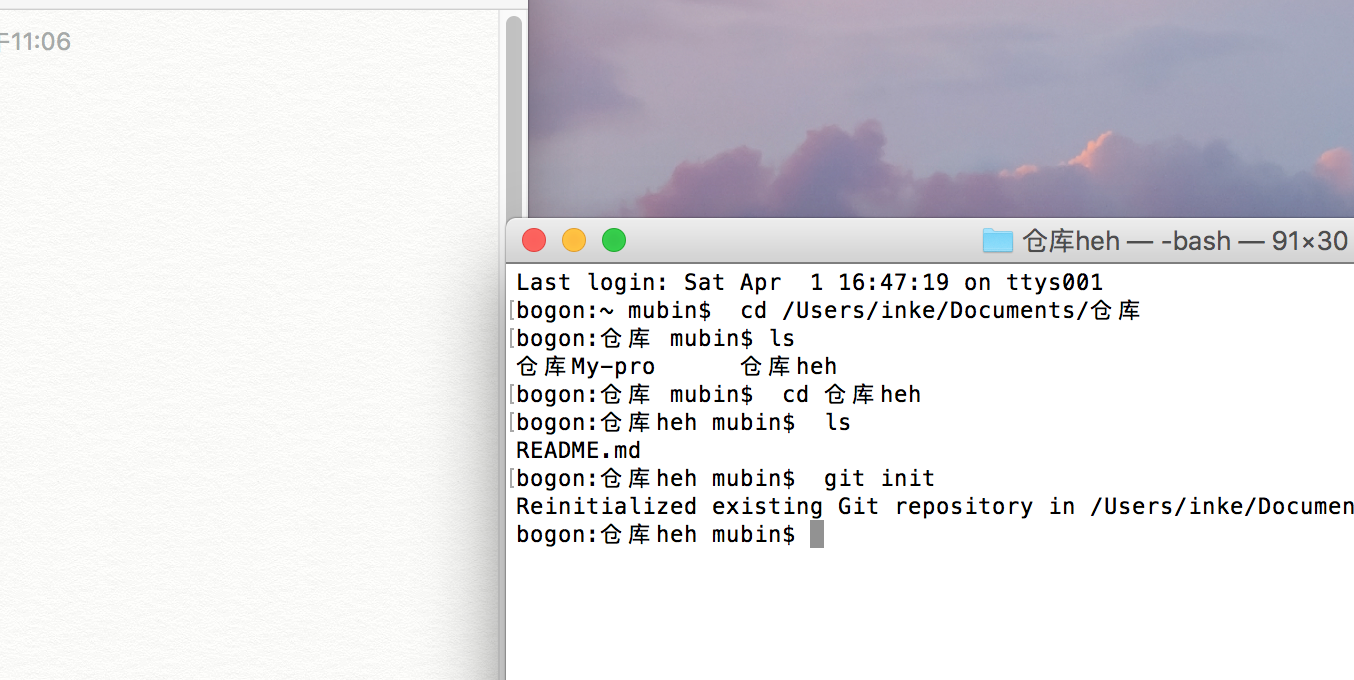 11:06
仓库heh — -bash — 91×30
Last login: Sat Apr  1 16:47:19 on ttys001
[bogon:~ mubin$  cd /Users/inke/Documents/仓库
[bogon:仓库 mubin$ ls
仓库My-pro      仓库heh
[bogon:仓库 mubin$  cd 仓库heh
[bogon:仓库heh mubin$  ls
README.md
[bogon:仓库heh mubin$  git init
Reinitialized existing Git repository in /Users/inke/Documen
bogon:仓库heh mubin$